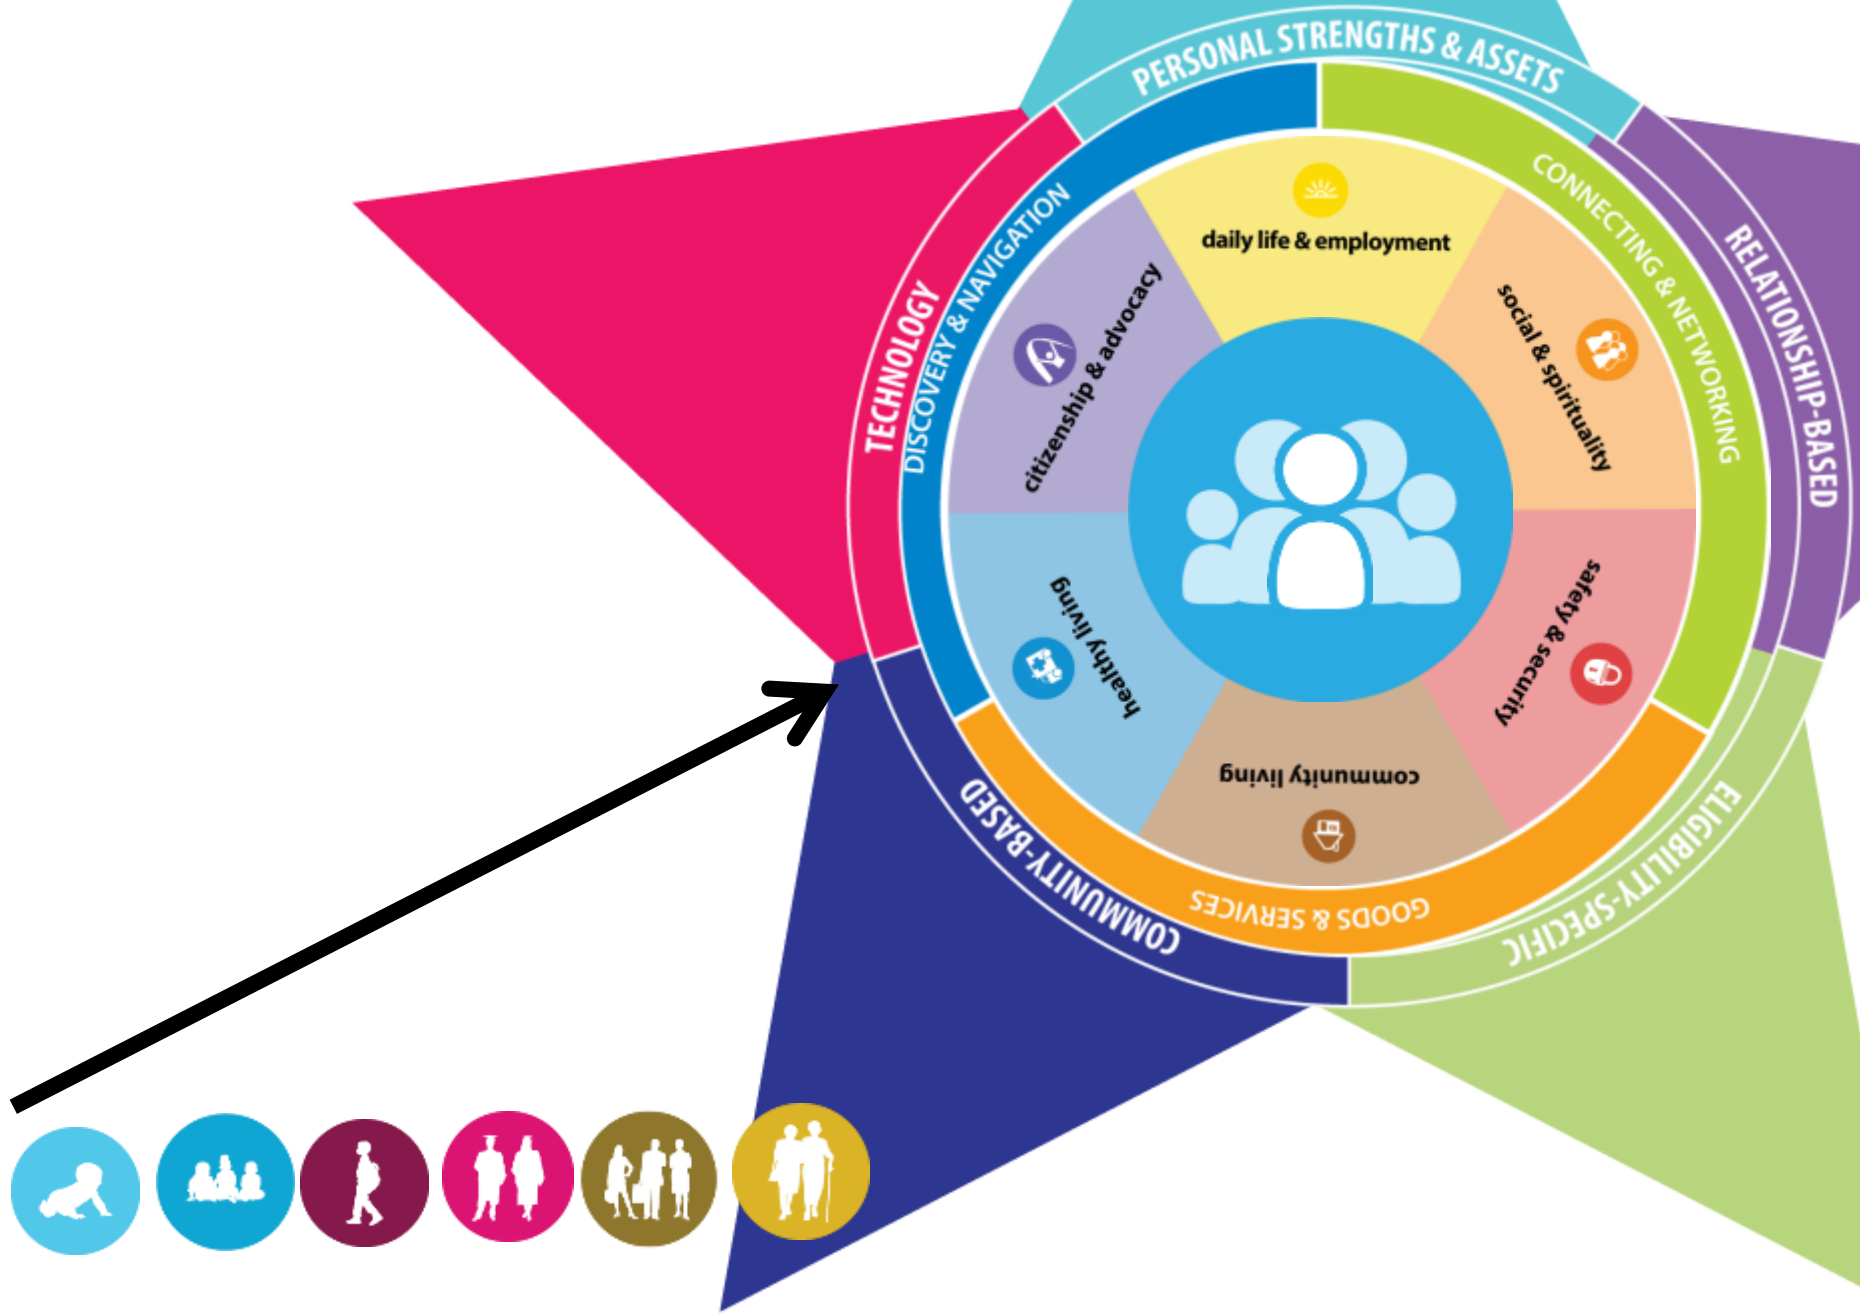 PERSONAL STRENGTHS & ASSETS
TECHNOLOGY
RELATIONSHIP-BASED
COMMUNITY-BASED
ELIGIBILITY-SPECIFIC
DISCOVERY & NAVIGATION
CONNECTING & NETWORKING
GOODS & SERVICES
daily life & employment
citizenship & advocacy
social & spirituality
healthy living
safety & security
community living